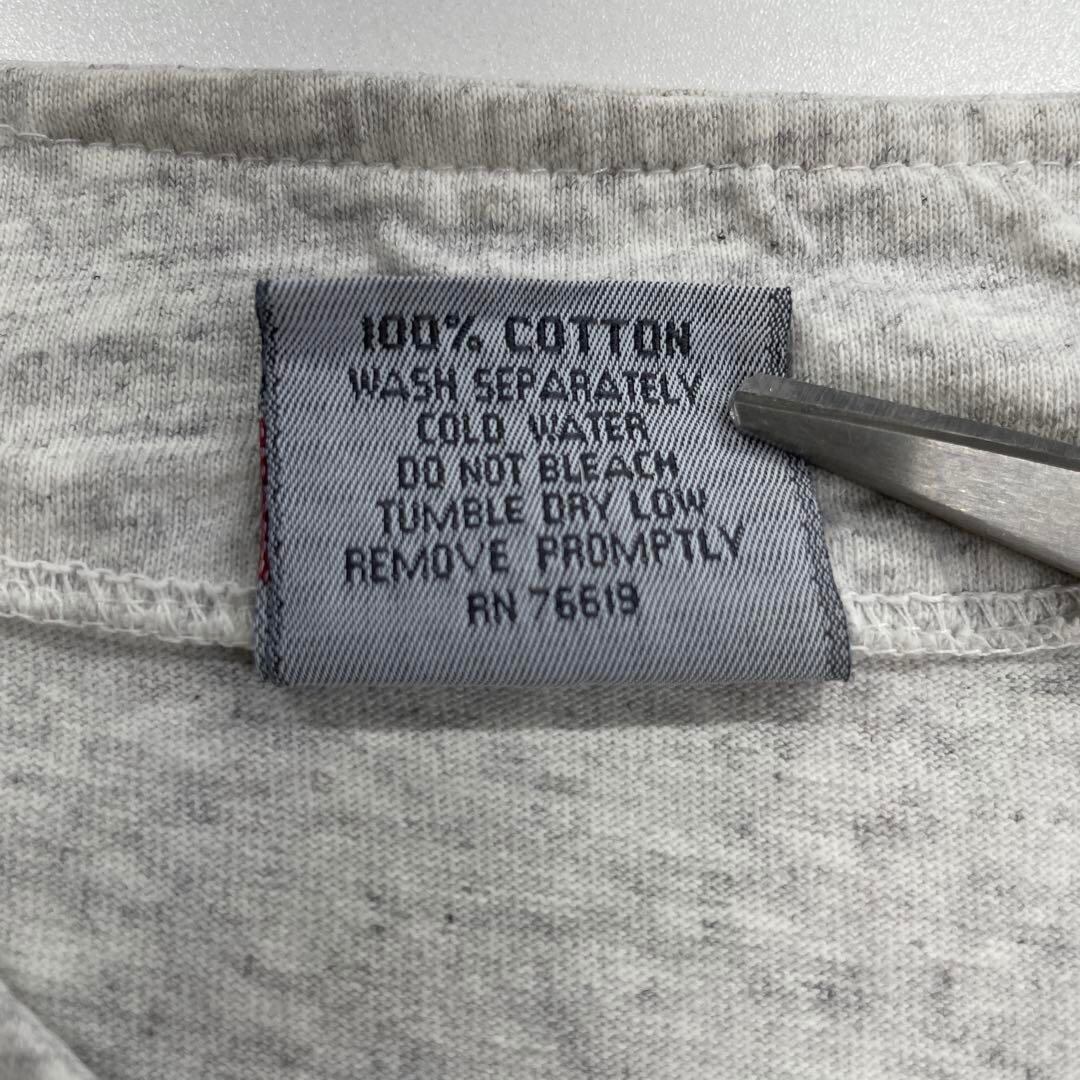 100% COTTON
WASH SEPARATELY
COLD WATER
DO NOT BLEACH
TUMBLE DRY LOW
REMOVE PROMPTLY
RN 76619